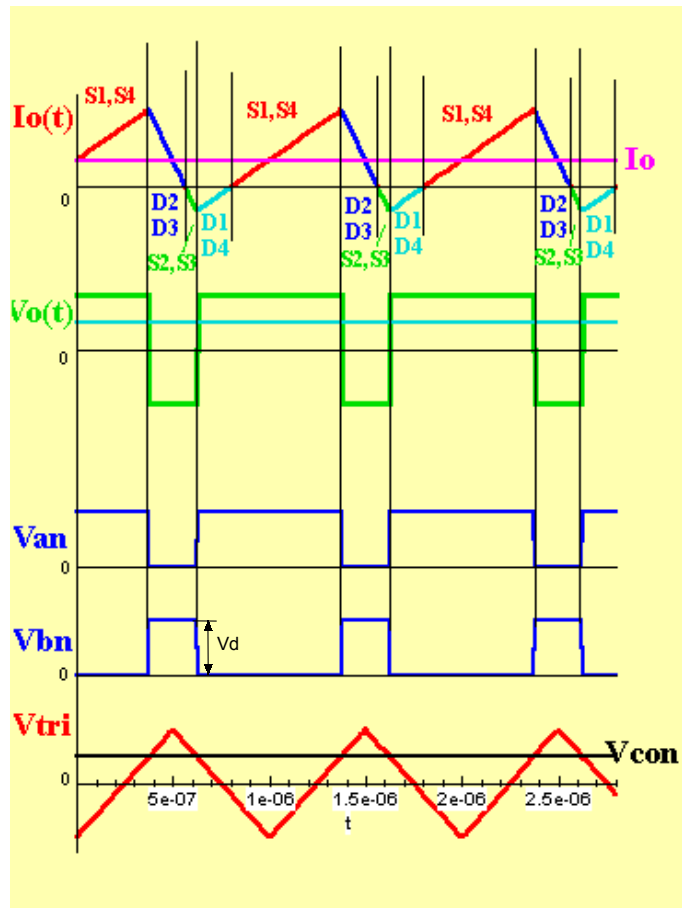 S1,S4 S1,S4 S1,S4
Io(t)
Io
0
D2 D1 D2 D1 D2 D1
D3 D4 D3 D4 D3 D4
S2,S3 S2,S3 S2,S3
Vo(t)
0
Van
0
Vbn
Vd
0
Vtri
Vcon
0
5e-07 1e-06 1.5e-06 2e-06 2.5e-06
t